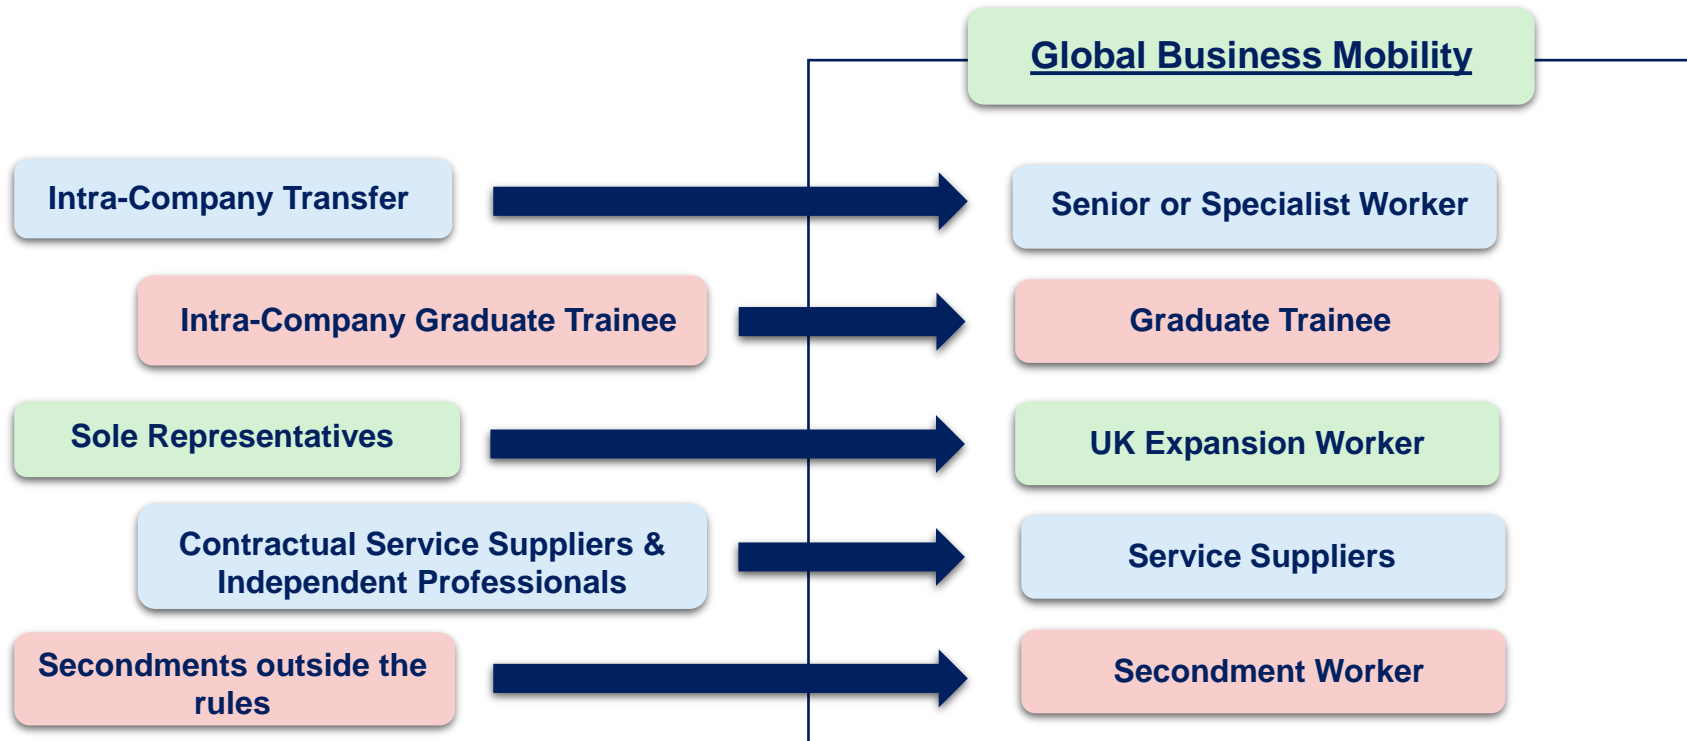 Global Business Mobility
Intra-Company Transfer
Senior or Specialist Worker
Intra-Company Graduate Trainee
Graduate Trainee
Sole Representatives
UK Expansion Worker
Contractual Service Suppliers &
Independent Professionals
Service Suppliers
Secondments outside the
rules
Secondment Worker